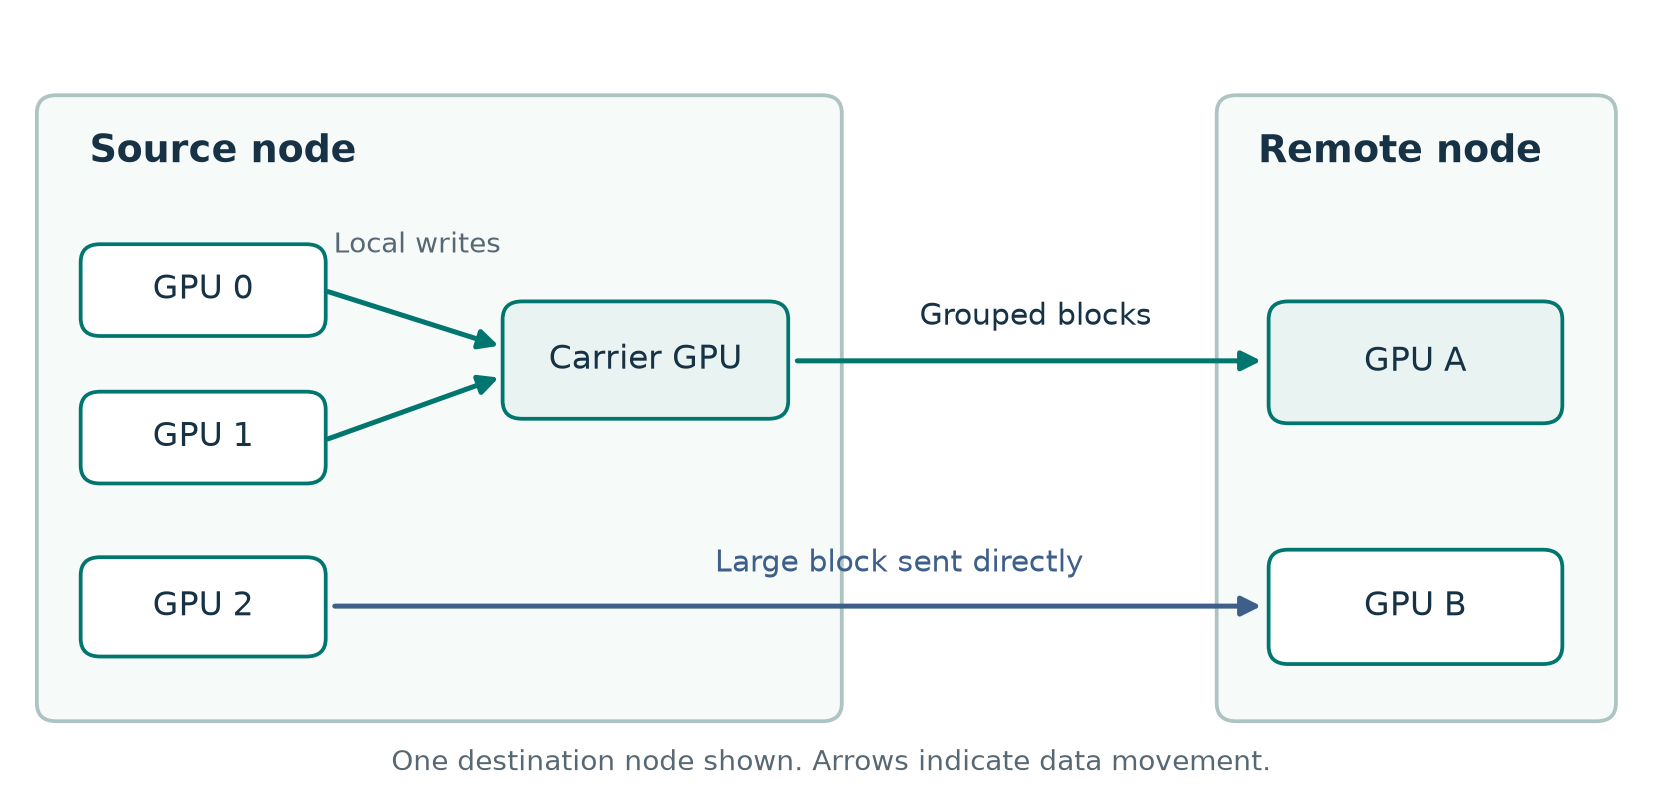 Source node
Remote node
Local writes
GPU 0
Grouped blocks
Carrier GPU
GPU A
GPU 1
Large block sent directly
GPU 2
GPU B
One destination node shown. Arrows indicate data movement.